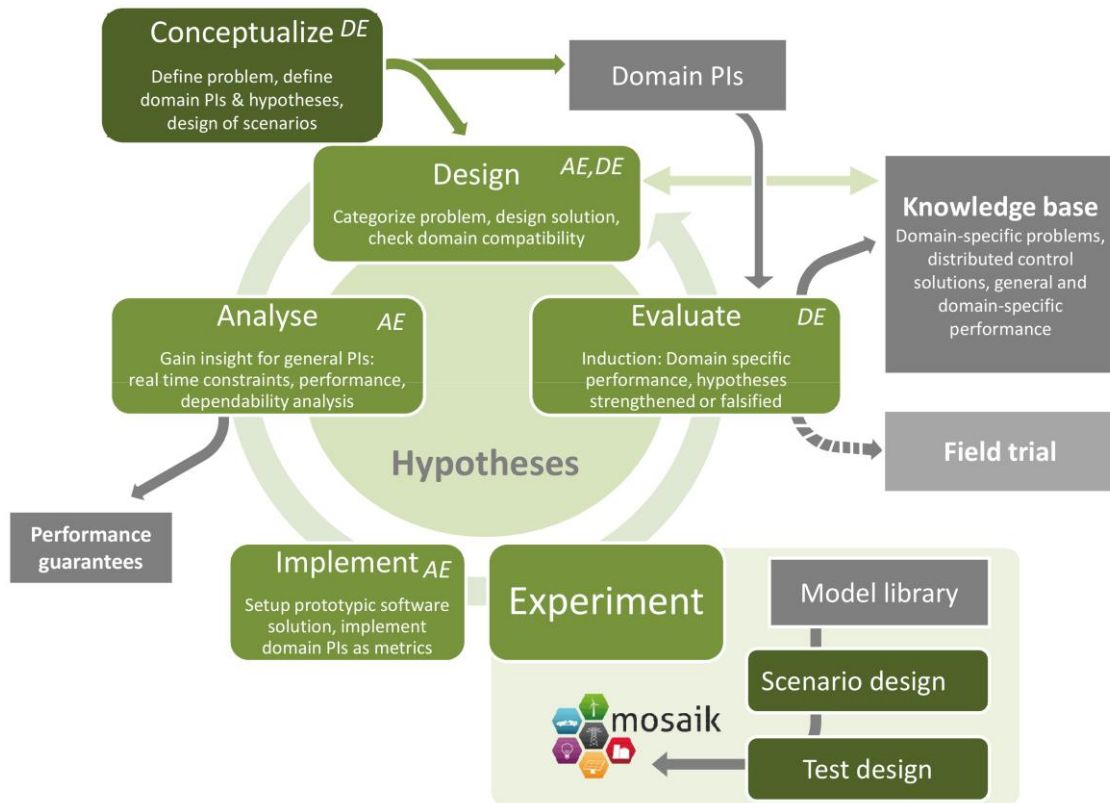 Conceptualize DE
Define problem, define
domain PIs & hypotheses,
design of scenarios
Domain PIs
Design AE,DE
Categorize problem, design solution,
check domain compatibility
Knowledge base
Domain-specific problems,
distributed control
solutions, general and
domain-specific
performance
Analyse AE
Gain insight for general PIs:
real time constraints, performance,
dependability analysis
Evaluate DE
Induction: Domain specific
performance, hypotheses
strengthened or falsified
Hypotheses
Field trial
Performance
guarantees
Implement AE
Setup prototypic software
solution, implement
domain PIs as metrics
Experiment
Model library
Scenario design
mosaik
Test design